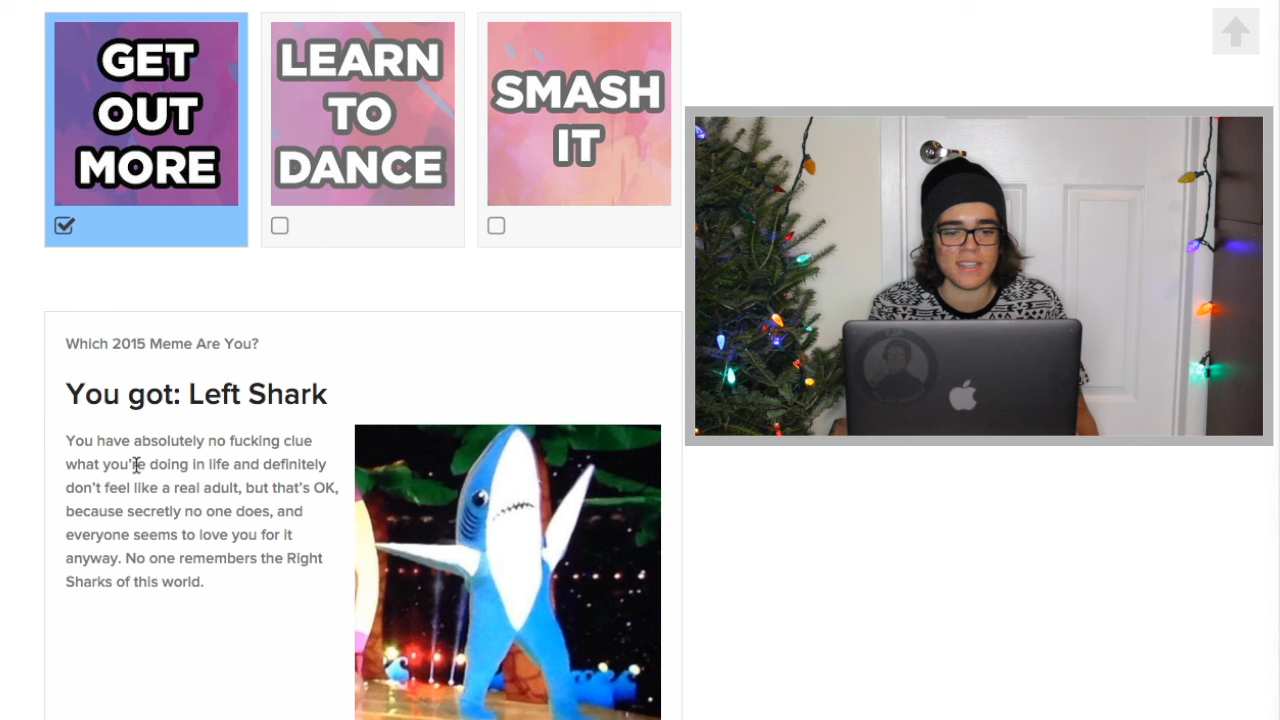 GET
OUT
MORE
LEARN
TO
DANCE
SMASH
IT
Which 2015 Meme Are You?
You got: Left Shark
You have absolutely no fucking clue
what you're doing in life and definitely
don't feel like a real adult, but that's OK,
because secretly no one does, and
everyone seems to love you for it
anyway. No one remembers the Right
Sharks of this world.